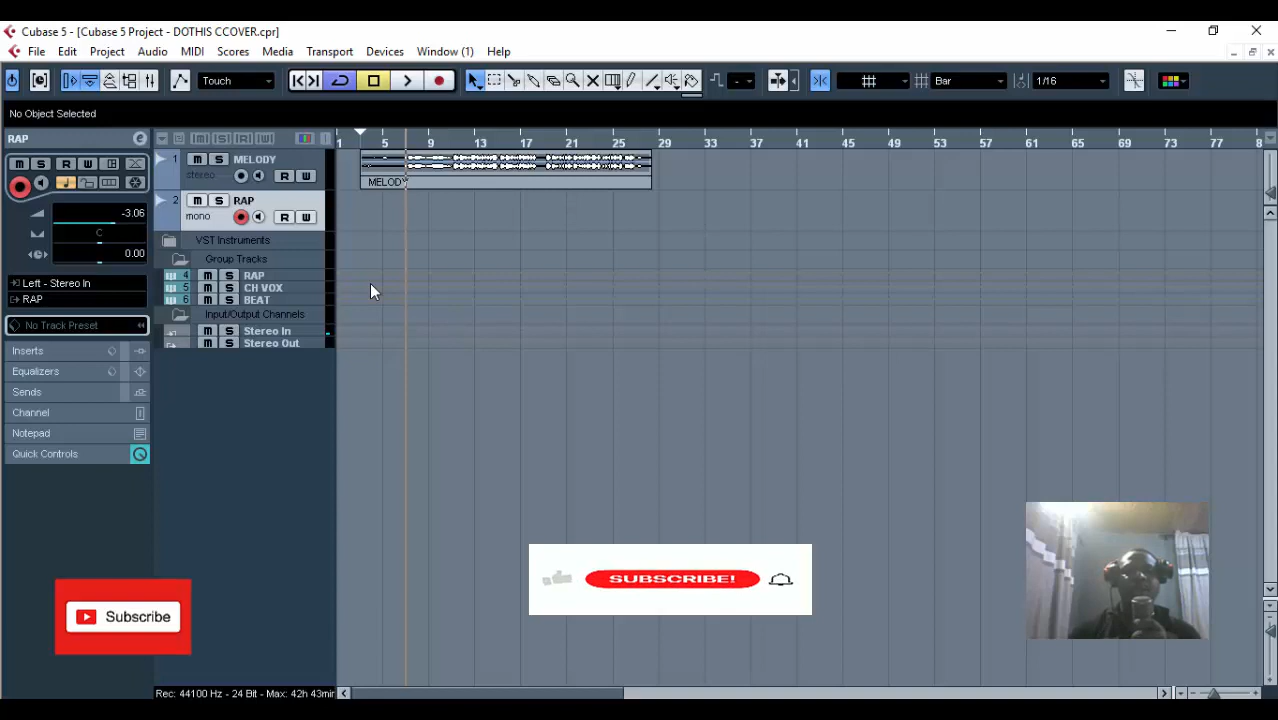 Cubase 5 - [Cubase 5 Project - DOTHIS CCOVER.cpr]
File Edit Project Audio MIDI Scores Media Transport Devices Window (1) Help
Touch Bar 1/16
No Object Selected
RAP
1 5 9 13 17 21 25 29 33 37 41 45 49 53 57 61 65 69 73 77 8
M S R W
-3.06
C
0.00
Left - Stereo In
RAP
No Track Preset
Inserts
Equalizers
Sends
Channel
Notepad
Quick Controls
1 M S MELODY
stereo R W
MELODY
2 M S RAP
mono R W
VST Instruments
Group Tracks
4 M S RAP
5 M S CH VOX
6 M S BEAT
Input/Output Channels
M S Stereo In
M S Stereo Out
SUBSCRIBE!
Subscribe
Rec: 44100 Hz - 24 Bit - Max: 42h 43min